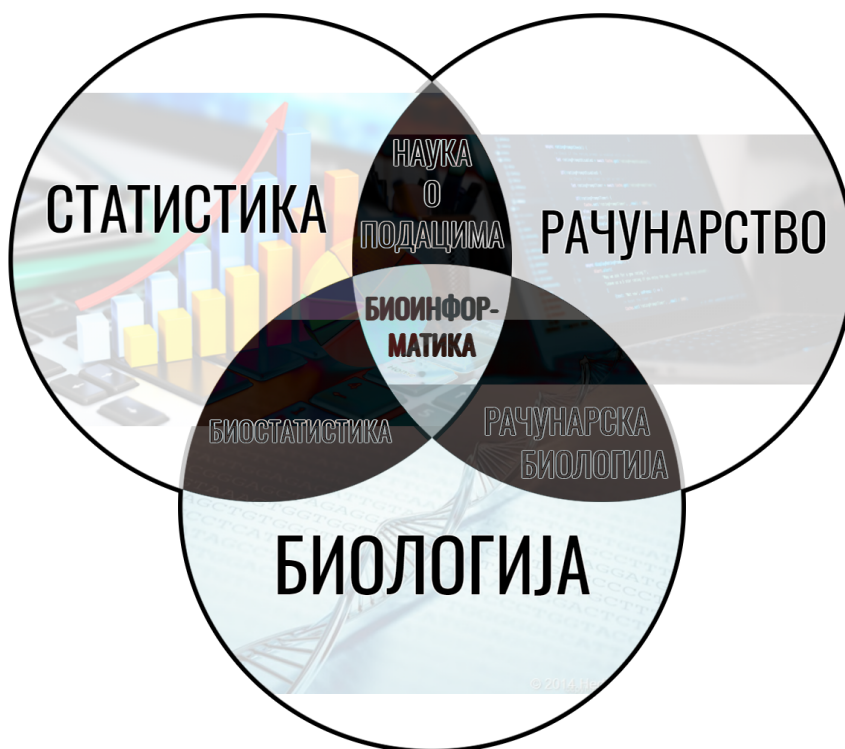 НАУКА
О
ПОДАЦИМА
СТАТИСТИКА
РАЧУНАРСТВО
БИОИНФОР-
МАТИКА
БИОСТАТИСТИКА
РАЧУНАРСКА
БИОЛОГИЈА
БИОЛОГИЈА